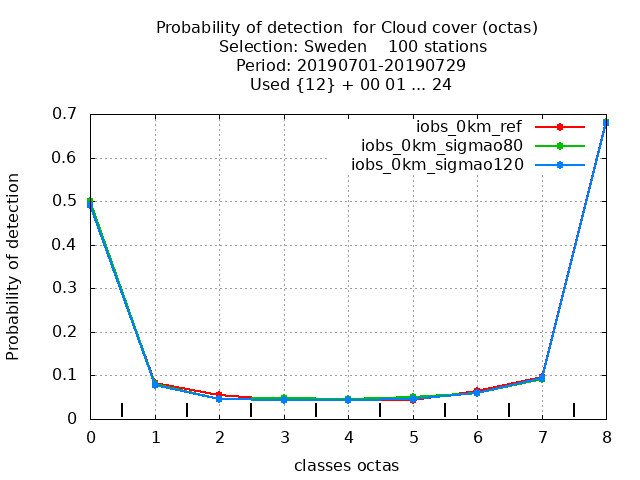 Probability of detection  for Cloud cover (octas)
Selection: Sweden    100 stations
Period: 20190701-20190729
Used {12} + 00 01 ... 24
Probability of detection
0.7
0.6
0.5
0.4
0.3
0.2
0.1
0
iobs_0km_ref
iobs_0km_sigmao80
iobs_0km_sigmao120
0 1 2 3 4 5 6 7 8
classes octas